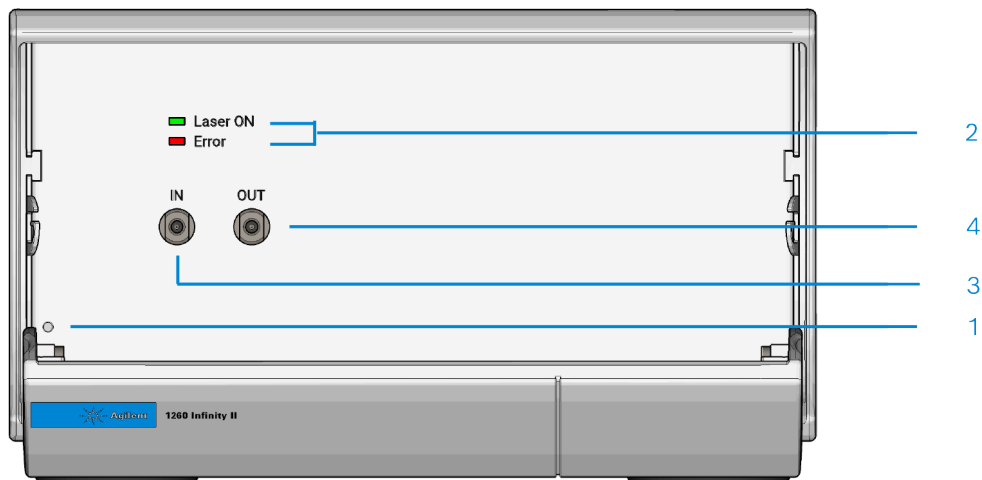 Laser ON
Error
2
IN OUT
4
3
1
Agilent 1260 Infinity II